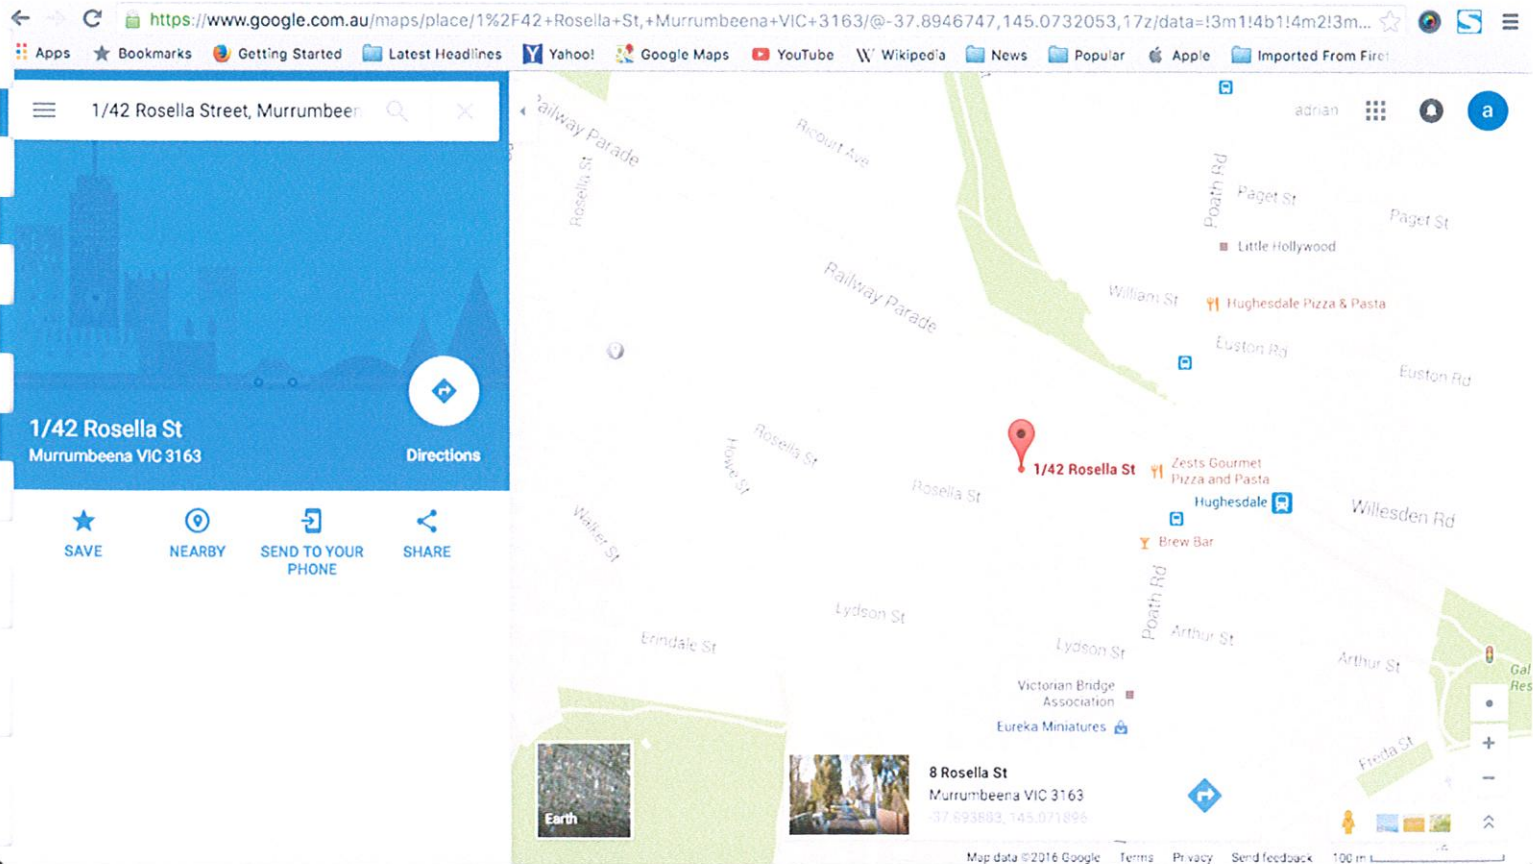 https://www.google.com.au/maps/place/1%2F42+Rosella+St,+Murrumbeena+VIC+3163/@-37.8946747,145.0732053,17z/data=!3m1!4b1!4m2!3m...
Apps Bookmarks Getting Started Latest Headlines Yahoo! Google Maps YouTube Wikipedia News Popular Apple Imported From Firef
1/42 Rosella Street, Murrumbeen
adrian
a
1/42 Rosella St
Murrumbeena VIC 3163
Directions
SAVE
NEARBY
SEND TO YOUR
PHONE
SHARE
Railway Parade
Rosella St
Ricourt Ave
Poath Rd
Paget St
Paget St
Little Hollywood
Railway Parade
William St
Hughesdale Pizza & Pasta
Euston Rd
Euston Rd
Rosella St
Howe St
1/42 Rosella St
Zests Gourmet
Pizza and Pasta
Rosella St
Hughesdale
Willesden Rd
Walker St
Brew Bar
Poath Rd
Lydson St
Erindale St
Lydson St
Arthur St
Arthur St
Gal
Res
Victorian Bridge
Association
Eureka Miniatures
Freda St
Earth
8 Rosella St
Murrumbeena VIC 3163
Map data ©2016 Google Terms Privacy Send feedback 100 m